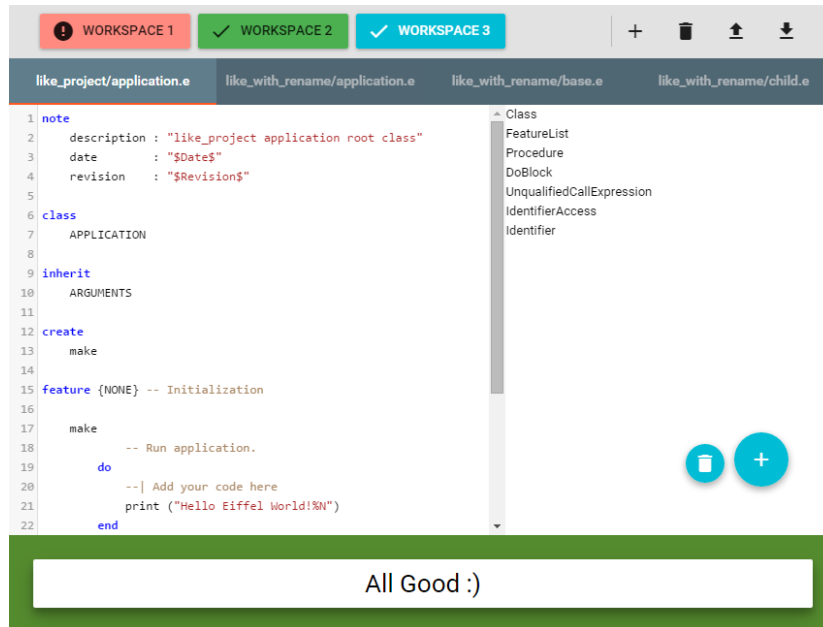 WORKSPACE 1 WORKSPACE 2 WORKSPACE 3
like_project/application.e like_with_rename/application.e like_with_rename/base.e like_with_rename/child.e
1 note
2 description : "like_project application root class"
3 date : "$Date$"
4 revision : "$Revision$"
5
6 class
7 APPLICATION
8
9 inherit
10 ARGUMENTS
11
12 create
13 make
14
15 feature {NONE} -- Initialization
16
17 make
18 -- Run application.
19 do
20 --| Add your code here
21 print ("Hello Eiffel World!%N")
22 end
Class
FeatureList
Procedure
DoBlock
UnqualifiedCallExpression
IdentifierAccess
Identifier
All Good :)